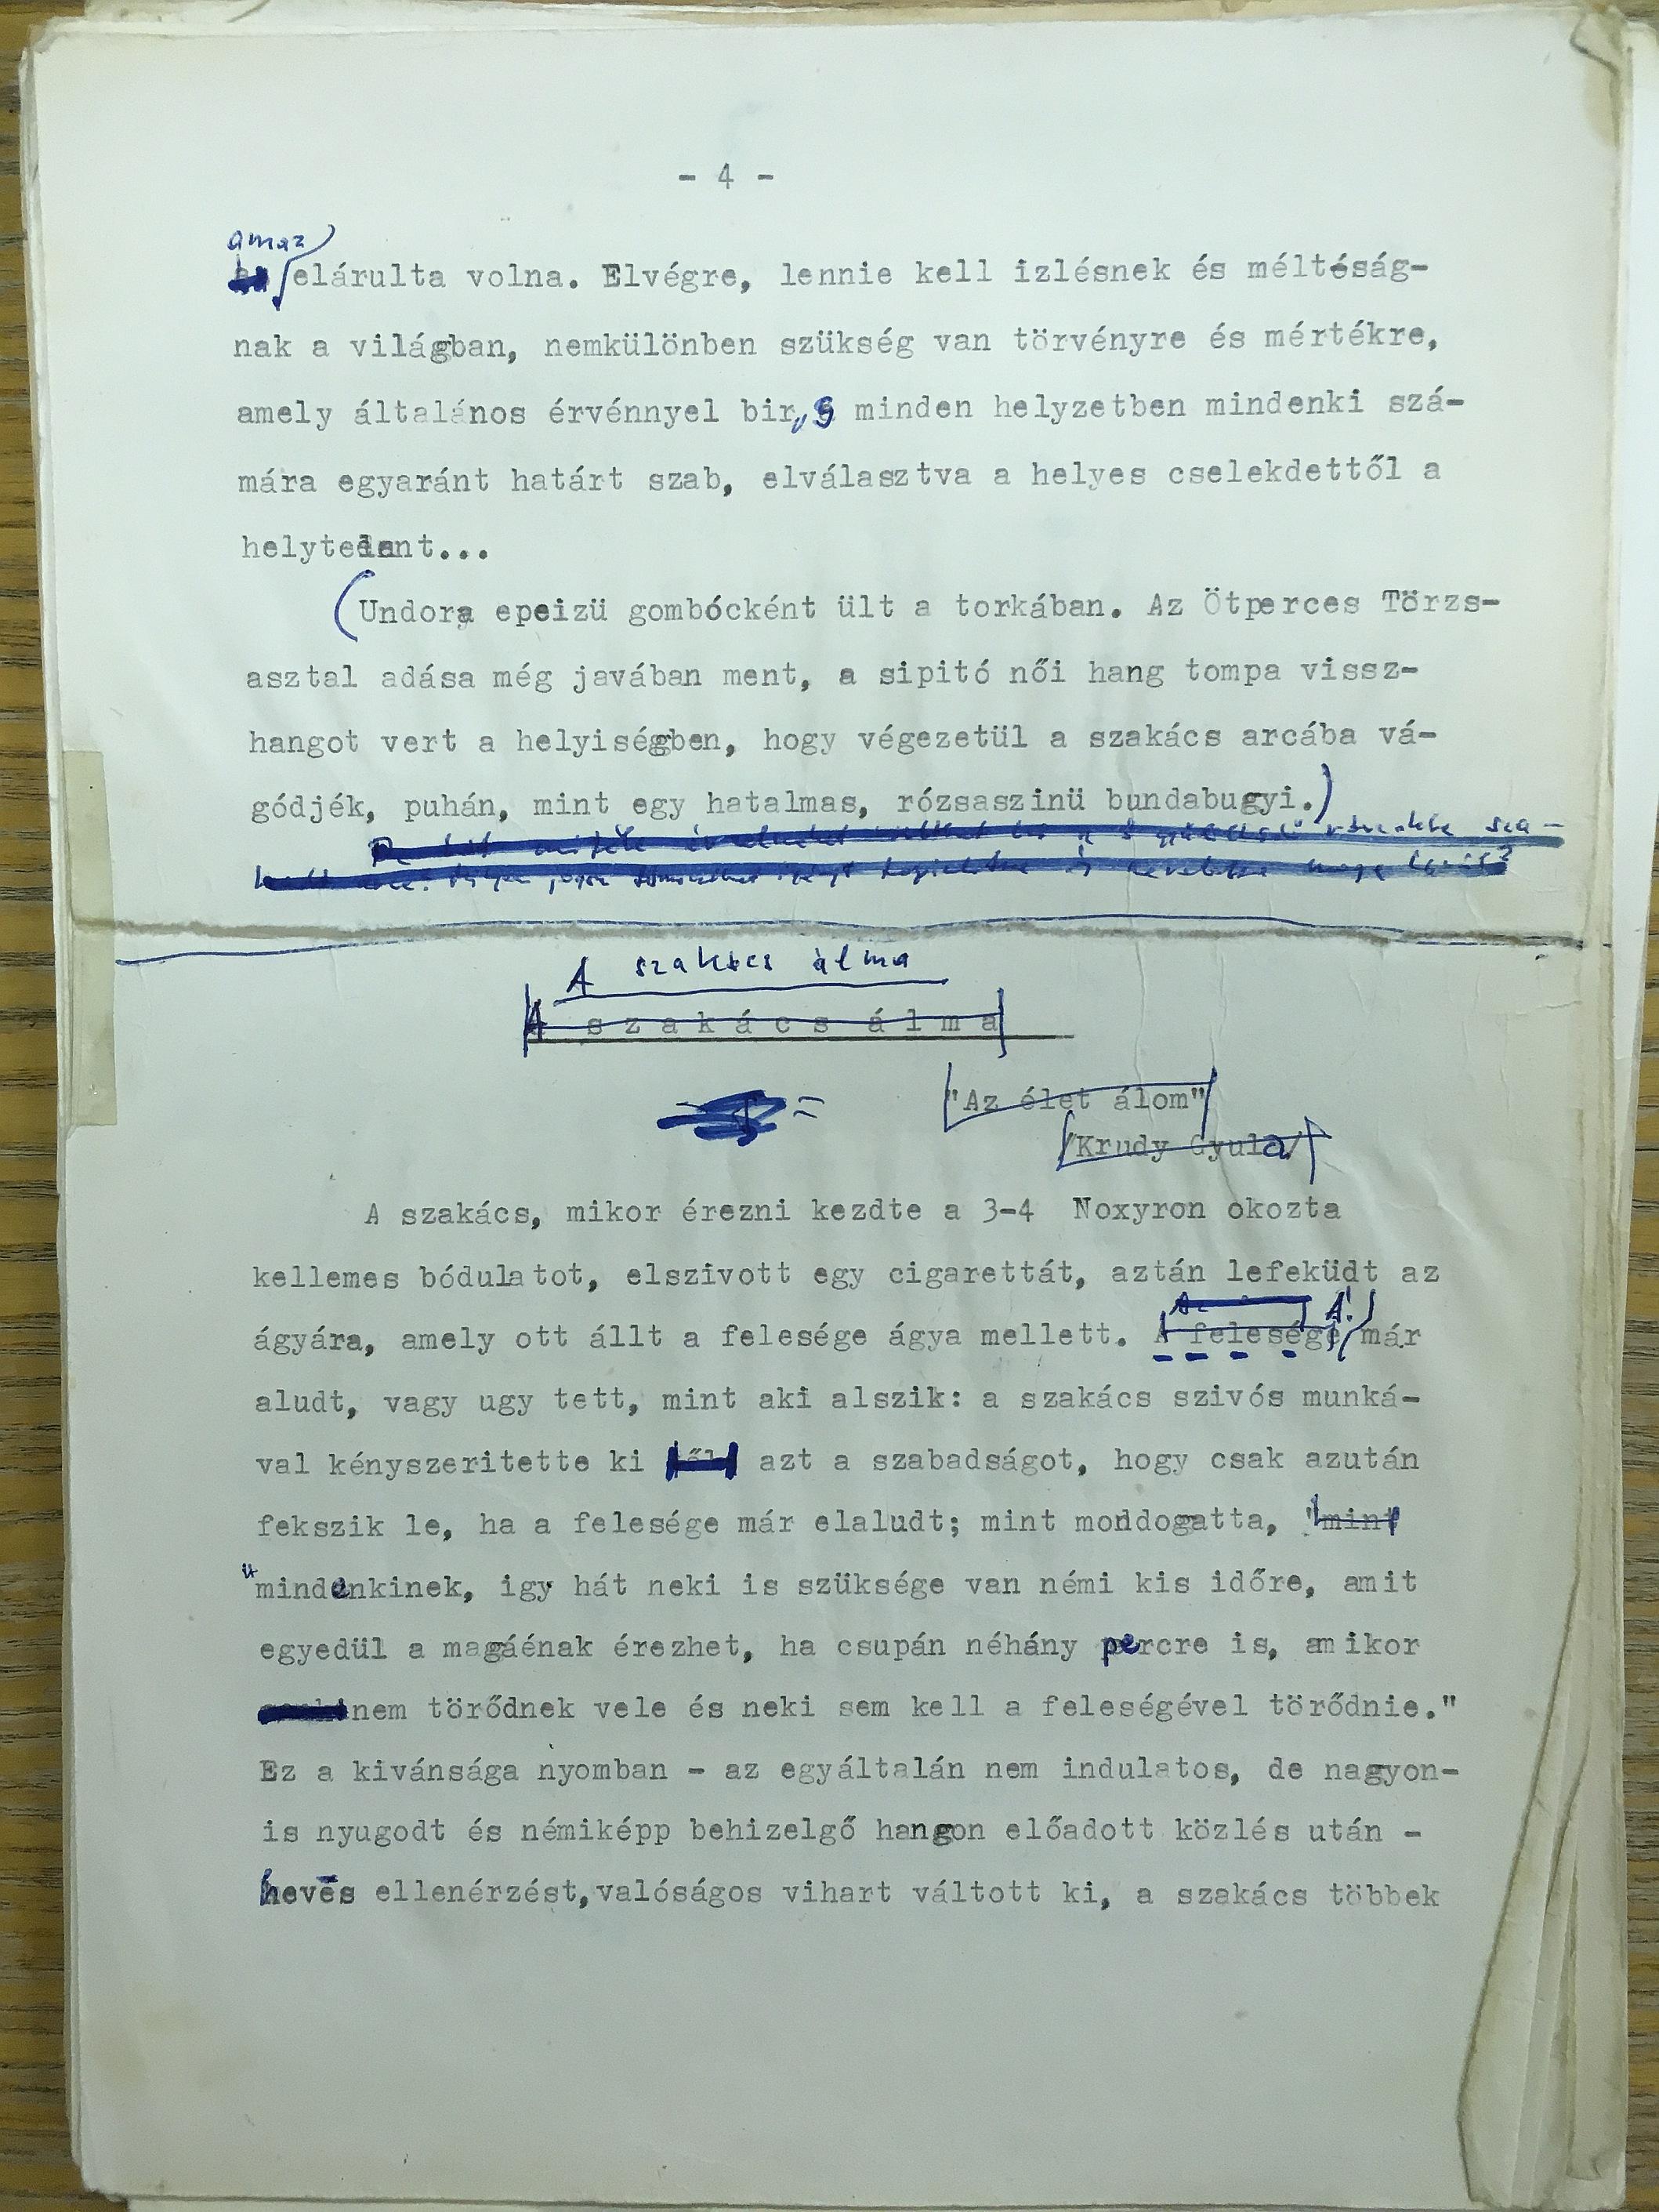 - 4 -
amaz
elárulta volna. Elvégre, lennie kell izlésnek és méltóság-
nak a világban, nemkülönben szükség van törvényre és mértékre,
amely általános érvénnyel bir, s minden helyzetben mindenki szá-
mára egyaránt határt szab, elválasztva a helyes cselekdettől a
helytelent...
(Undora epeizü gombócként ült a torkában. Az Ötperces Törzs-
asztal adása még javában ment, a sipitó női hang tompa vissz-
hangot vert a helyiségben, hogy végezetül a szakács arcába vá-
gódjék, puhán, mint egy hatalmas, rózsaszinü bundabugyi.)
A szakács álma
A s z a k á c s á l m a
"Az élet álom"
/Krudy Gyula/
A szakács, mikor érezni kezdte a 3-4 Noxyron okozta
kellemes bódulatot, elszivott egy cigarettát, aztán lefeküdt az
ágyára, amely ott állt a felesége ágya mellett. A felesége már
aludt, vagy ugy tett, mint aki alszik: a szakács szivós munká-
val kényszeritette ki azt a szabadságot, hogy csak azután
fekszik le, ha a felesége már elaludt; mint mondogatta, "mint
"mindenkinek, igy hát neki is szüksége van némi kis időre, amit
egyedül a magáénak érezhet, ha csupán néhány percre is, amikor
nem törődnek vele és neki sem kell a feleségével törődnie."
Ez a kivánsága nyomban - az egyáltalán nem indulatos, de nagyon-
is nyugodt és némiképp behizelgő hangon előadott közlés után -
heves ellenérzést, valóságos vihart váltott ki, a szakács többek